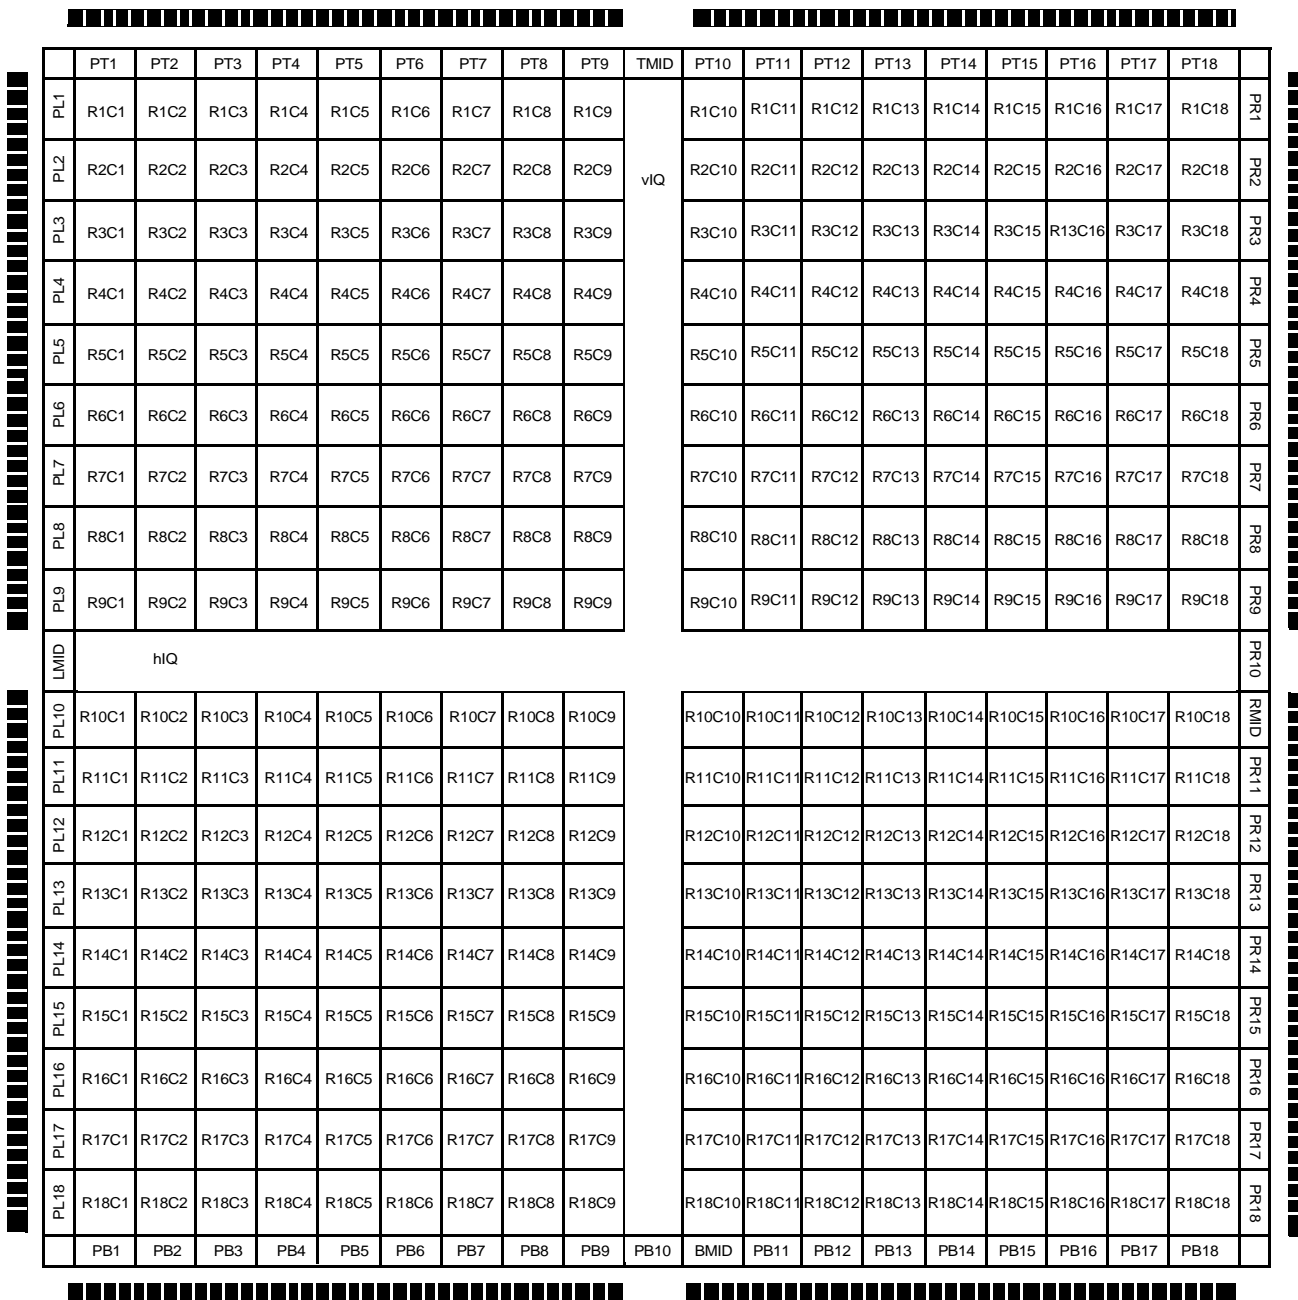 PT1 PT2 PT3 PT4 PT5 PT6 PT7 PT8 PT9 TMID PT10 PT11 PT12 PT13 PT14 PT15 PT16 PT17 PT18
PL1 R1C1 R1C2 R1C3 R1C4 R1C5 R1C6 R1C7 R1C8 R1C9 R1C10 R1C11 R1C12 R1C13 R1C14 R1C15 R1C16 R1C17 R1C18 PR1
PL2 R2C1 R2C2 R2C3 R2C4 R2C5 R2C6 R2C7 R2C8 R2C9 vIQ R2C10 R2C11 R2C12 R2C13 R2C14 R2C15 R2C16 R2C17 R2C18 PR2
PL3 R3C1 R3C2 R3C3 R3C4 R3C5 R3C6 R3C7 R3C8 R3C9 R3C10 R3C11 R3C12 R3C13 R3C14 R3C15 R13C16 R3C17 R3C18 PR3
PL4 R4C1 R4C2 R4C3 R4C4 R4C5 R4C6 R4C7 R4C8 R4C9 R4C10 R4C11 R4C12 R4C13 R4C14 R4C15 R4C16 R4C17 R4C18 PR4
PL5 R5C1 R5C2 R5C3 R5C4 R5C5 R5C6 R5C7 R5C8 R5C9 R5C10 R5C11 R5C12 R5C13 R5C14 R5C15 R5C16 R5C17 R5C18 PR5
PL6 R6C1 R6C2 R6C3 R6C4 R6C5 R6C6 R6C7 R6C8 R6C9 R6C10 R6C11 R6C12 R6C13 R6C14 R6C15 R6C16 R6C17 R6C18 PR6
PL7 R7C1 R7C2 R7C3 R7C4 R7C5 R7C6 R7C7 R7C8 R7C9 R7C10 R7C11 R7C12 R7C13 R7C14 R7C15 R7C16 R7C17 R7C18 PR7
PL8 R8C1 R8C2 R8C3 R8C4 R8C5 R8C6 R8C7 R8C8 R8C9 R8C10 R8C11 R8C12 R8C13 R8C14 R8C15 R8C16 R8C17 R8C18 PR8
PL9 R9C1 R9C2 R9C3 R9C4 R9C5 R9C6 R9C7 R9C8 R9C9 R9C10 R9C11 R9C12 R9C13 R9C14 R9C15 R9C16 R9C17 R9C18 PR9
LMID hIQ PR10
PL10 R10C1 R10C2 R10C3 R10C4 R10C5 R10C6 R10C7 R10C8 R10C9 R10C10 R10C11 R10C12 R10C13 R10C14 R10C15 R10C16 R10C17 R10C18 RMID
PL11 R11C1 R11C2 R11C3 R11C4 R11C5 R11C6 R11C7 R11C8 R11C9 R11C10 R11C11 R11C12 R11C13 R11C14 R11C15 R11C16 R11C17 R11C18 PR11
PL12 R12C1 R12C2 R12C3 R12C4 R12C5 R12C6 R12C7 R12C8 R12C9 R12C10 R12C11 R12C12 R12C13 R12C14 R12C15 R12C16 R12C17 R12C18 PR12
PL13 R13C1 R13C2 R13C3 R13C4 R13C5 R13C6 R13C7 R13C8 R13C9 R13C10 R13C11 R13C12 R13C13 R13C14 R13C15 R13C16 R13C17 R13C18 PR13
PL14 R14C1 R14C2 R14C3 R14C4 R14C5 R14C6 R14C7 R14C8 R14C9 R14C10 R14C11 R14C12 R14C13 R14C14 R14C15 R14C16 R14C17 R14C18 PR14
PL15 R15C1 R15C2 R15C3 R15C4 R15C5 R15C6 R15C7 R15C8 R15C9 R15C10 R15C11 R15C12 R15C13 R15C14 R15C15 R15C16 R15C17 R15C18 PR15
PL16 R16C1 R16C2 R16C3 R16C4 R16C5 R16C6 R16C7 R16C8 R16C9 R16C10 R16C11 R16C12 R16C13 R16C14 R16C15 R16C16 R16C17 R16C18 PR16
PL17 R17C1 R17C2 R17C3 R17C4 R17C5 R17C6 R17C7 R17C8 R17C9 R17C10 R17C11 R17C12 R17C13 R17C14 R17C15 R17C16 R17C17 R17C18 PR17
PL18 R18C1 R18C2 R18C3 R18C4 R18C5 R18C6 R18C7 R18C8 R18C9 R18C10 R18C11 R18C12 R18C13 R18C14 R18C15 R18C16 R18C17 R18C18 PR18
PB1 PB2 PB3 PB4 PB5 PB6 PB7 PB8 PB9 PB10 BMID PB11 PB12 PB13 PB14 PB15 PB16 PB17 PB18